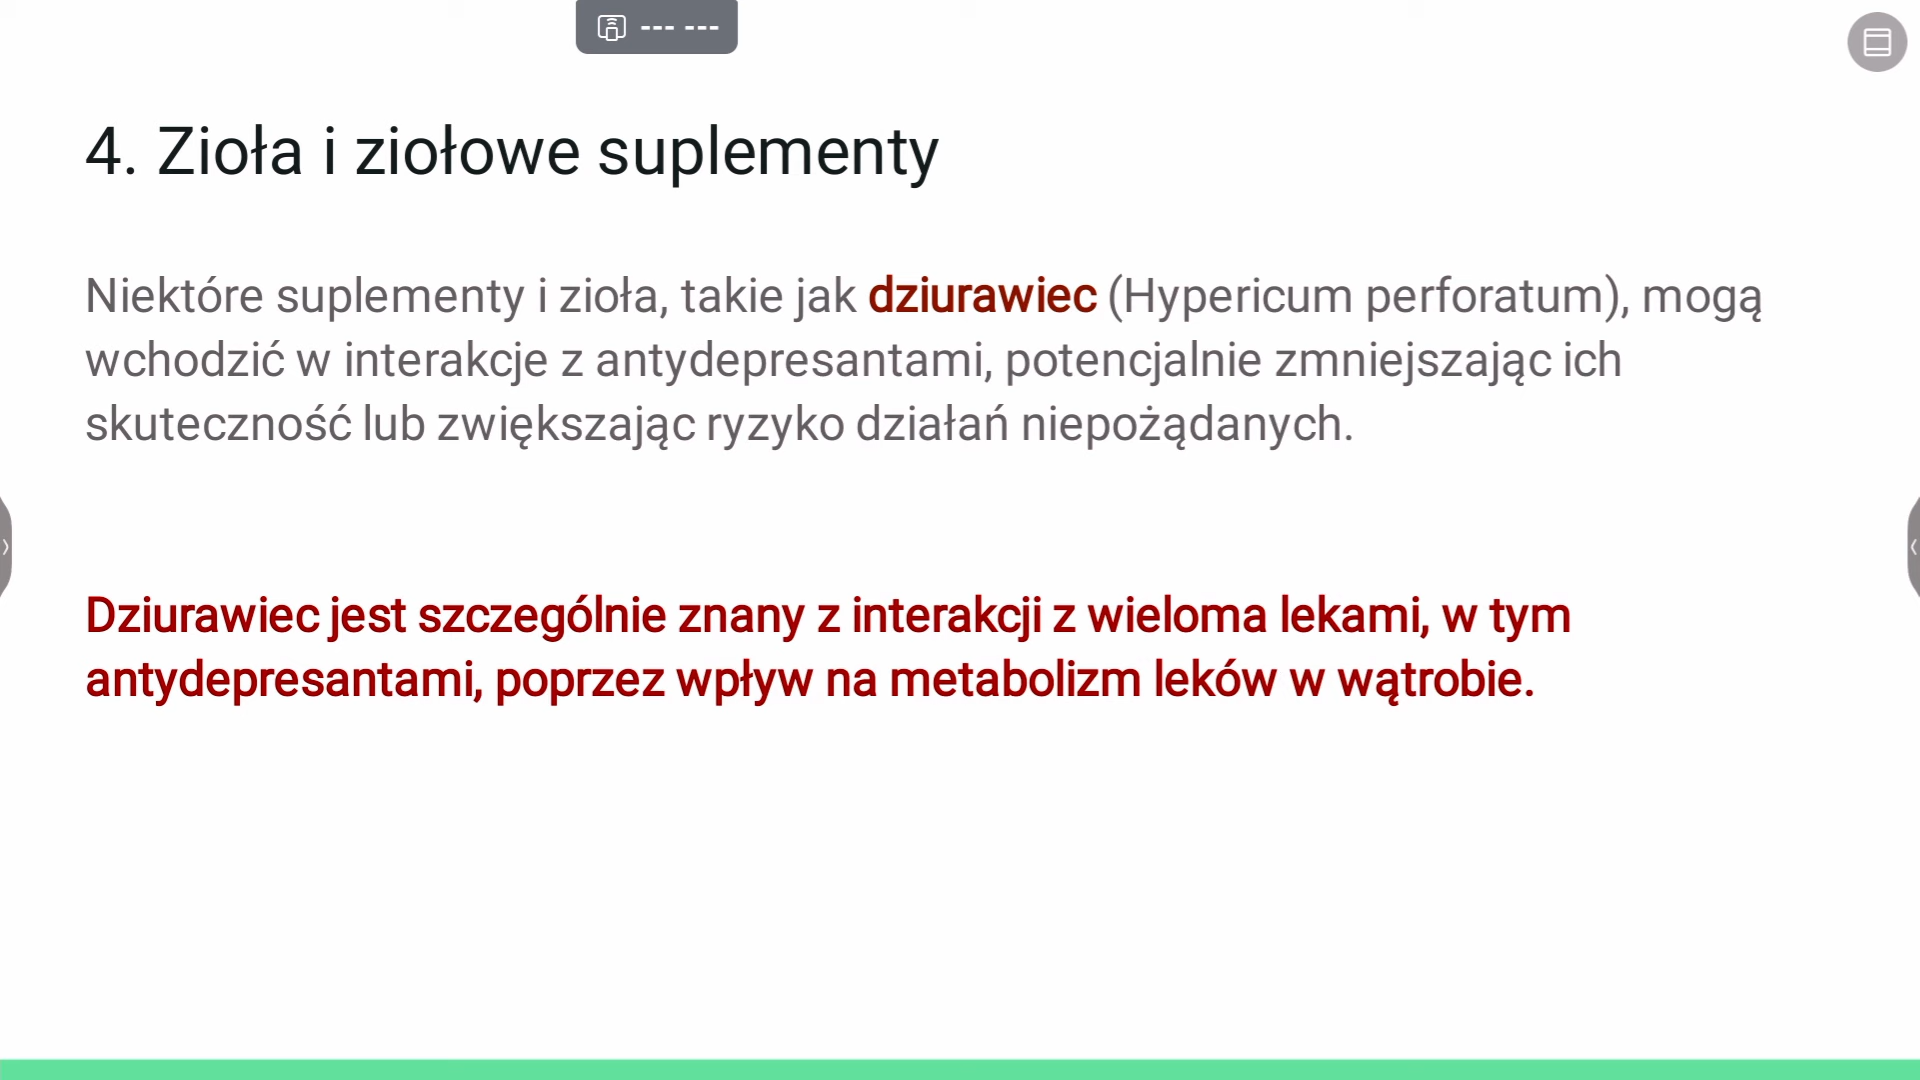 --- ---
4. Zioła i ziołowe suplementy
Niektóre suplementy i zioła, takie jak dziurawiec (Hypericum perforatum), mogą
wchodzić w interakcje z antydepresantami, potencjalnie zmniejszając ich
skuteczność lub zwiększając ryzyko działań niepożądanych.
Dziurawiec jest szczególnie znany z interakcji z wieloma lekami, w tym
antydepresantami, poprzez wpływ na metabolizm leków w wątrobie.